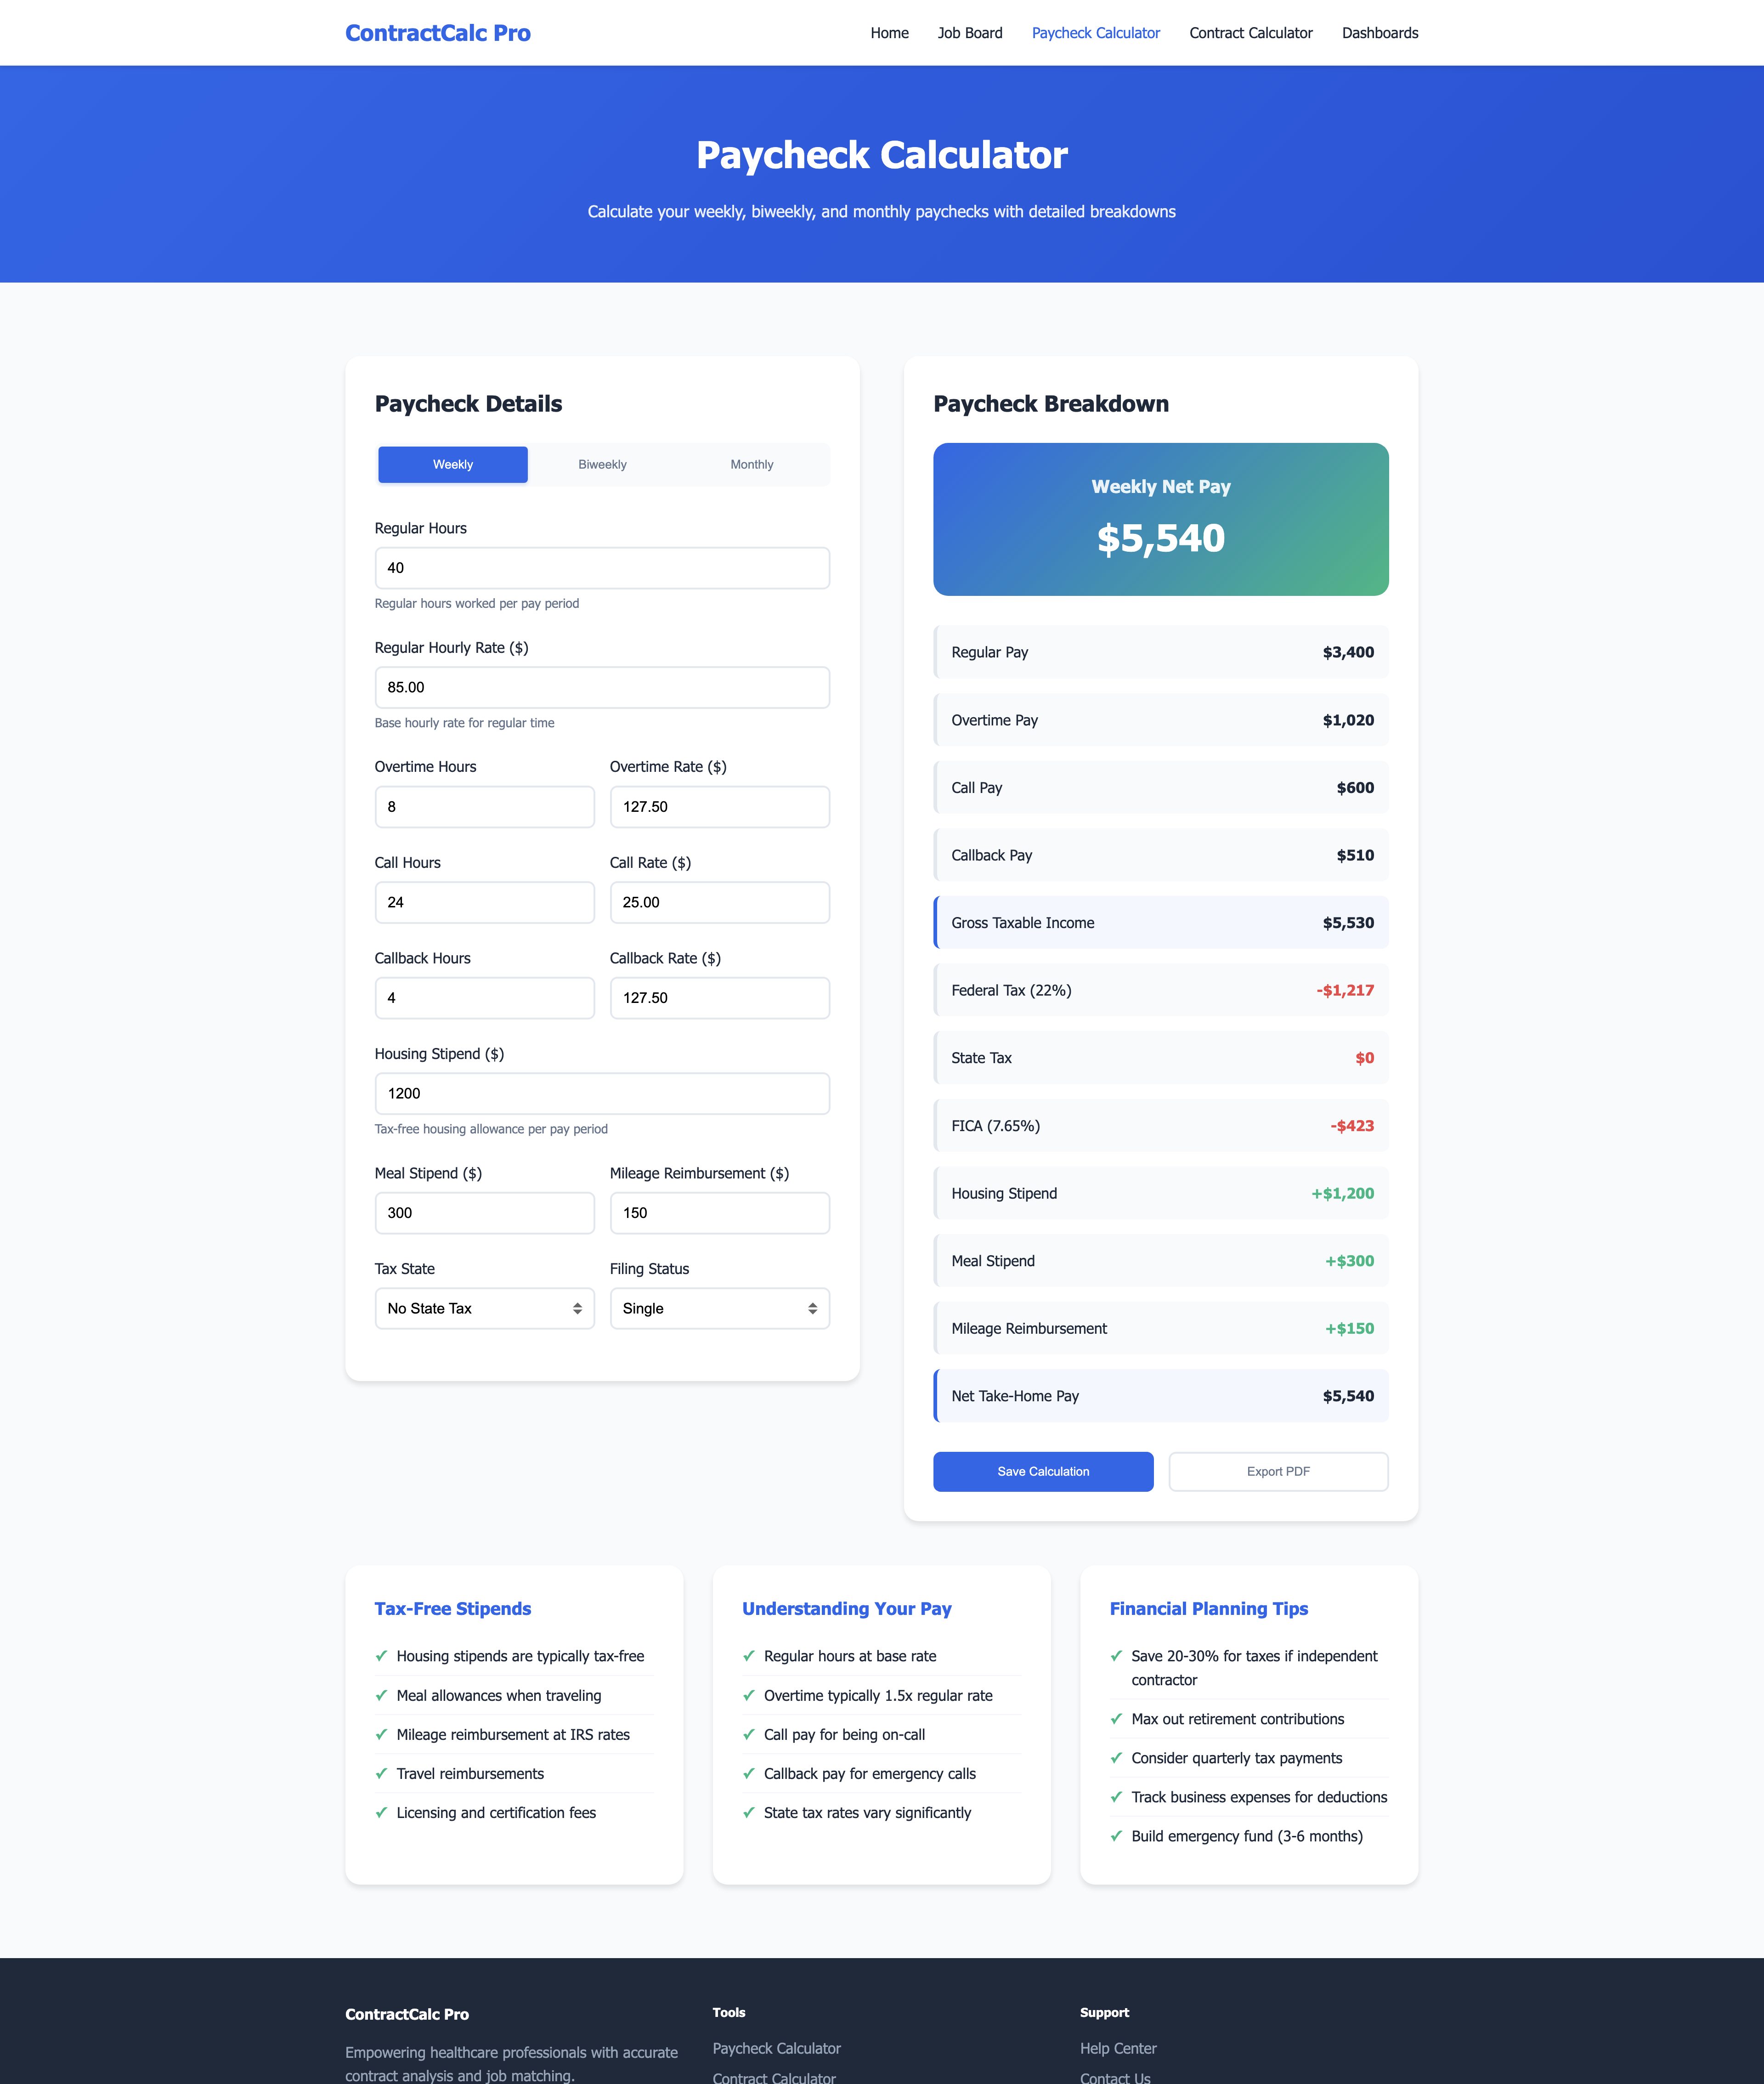 ContractCalc Pro
Home
Job Board
Paycheck Calculator
Contract Calculator
Dashboards
Paycheck Calculator
Calculate your weekly, biweekly, and monthly paychecks with detailed breakdowns
Paycheck Details
Weekly
Biweekly
Monthly
Regular Hours
40
Regular hours worked per pay period
Regular Hourly Rate ($)
85.00
Base hourly rate for regular time
Overtime Hours
Overtime Rate ($)
8
127.50
Call Hours
Call Rate ($)
24
25.00
Callback Hours
Callback Rate ($)
4
127.50
Housing Stipend ($)
1200
Tax-free housing allowance per pay period
Meal Stipend ($)
Mileage Reimbursement ($)
300
150
Tax State
Filing Status
No State Tax
Single
Paycheck Breakdown
Weekly Net Pay
$5,540
Regular Pay $3,400
Overtime Pay $1,020
Call Pay $600
Callback Pay $510
Gross Taxable Income $5,530
Federal Tax (22%) -$1,217
State Tax $0
FICA (7.65%) -$423
Housing Stipend +$1,200
Meal Stipend +$300
Mileage Reimbursement +$150
Net Take-Home Pay $5,540
Save Calculation
Export PDF
Tax-Free Stipends
✓ Housing stipends are typically tax-free
✓ Meal allowances when traveling
✓ Mileage reimbursement at IRS rates
✓ Travel reimbursements
✓ Licensing and certification fees
Understanding Your Pay
✓ Regular hours at base rate
✓ Overtime typically 1.5x regular rate
✓ Call pay for being on-call
✓ Callback pay for emergency calls
✓ State tax rates vary significantly
Financial Planning Tips
✓ Save 20-30% for taxes if independent
contractor
✓ Max out retirement contributions
✓ Consider quarterly tax payments
✓ Track business expenses for deductions
✓ Build emergency fund (3-6 months)
ContractCalc Pro
Empowering healthcare professionals with accurate
contract analysis and job matching.
Tools
Paycheck Calculator
Contract Calculator
Support
Help Center
Contact Us